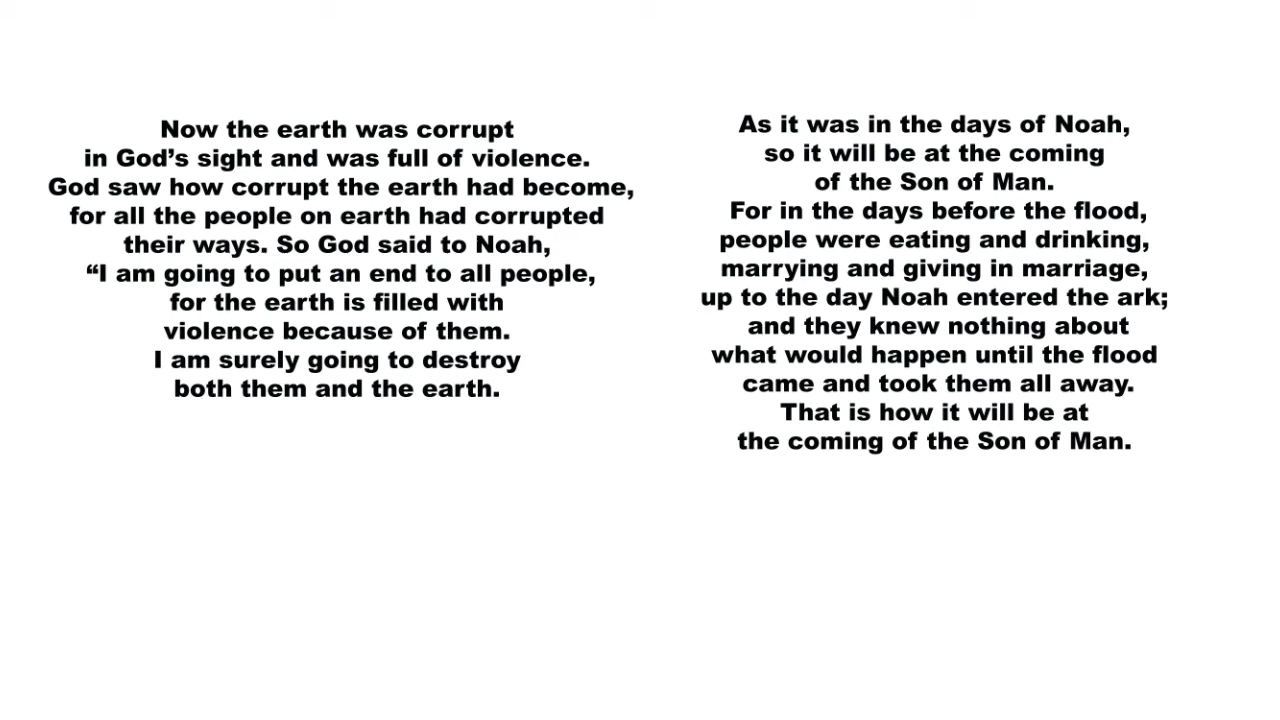 Now the earth was corrupt
in God’s sight and was full of violence.
God saw how corrupt the earth had become,
for all the people on earth had corrupted
their ways. So God said to Noah,
“I am going to put an end to all people,
for the earth is filled with
violence because of them.
I am surely going to destroy
both them and the earth.
As it was in the days of Noah,
so it will be at the coming
of the Son of Man.
For in the days before the flood,
people were eating and drinking,
marrying and giving in marriage,
up to the day Noah entered the ark;
and they knew nothing about
what would happen until the flood
came and took them all away.
That is how it will be at
the coming of the Son of Man.